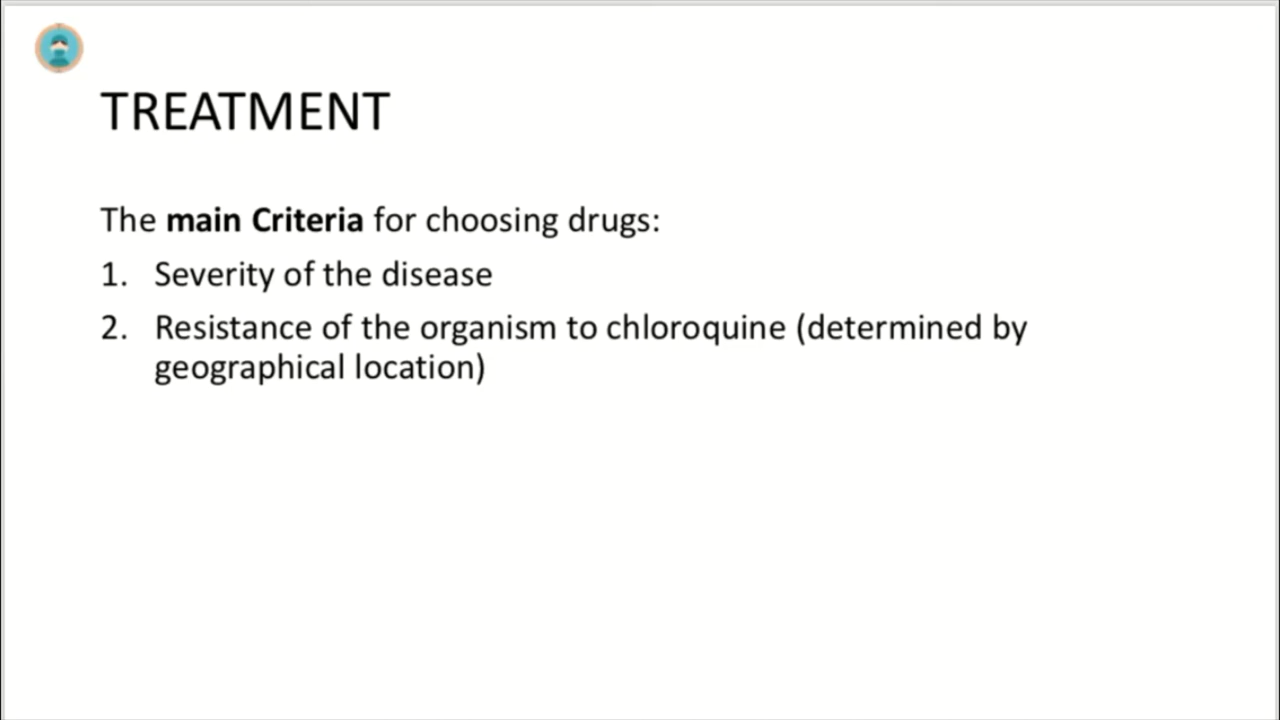 TREATMENT
The main Criteria for choosing drugs:
1. Severity of the disease
2. Resistance of the organism to chloroquine (determined by
geographical location)